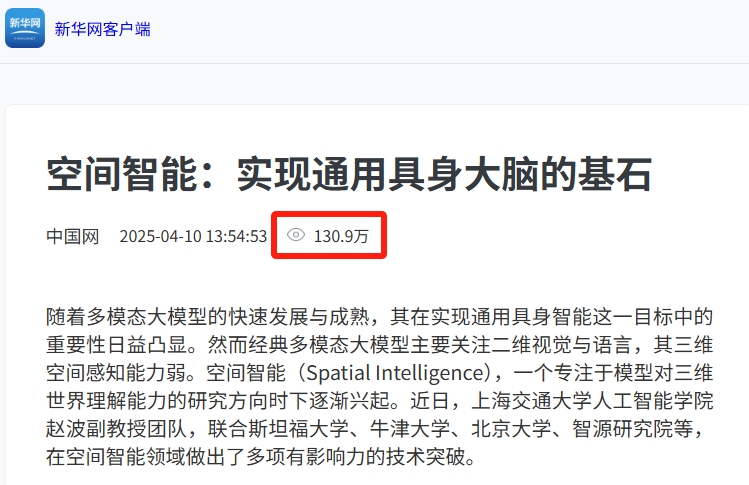 新华网
新华网客户端
空间智能：实现通用具身大脑的基石
中国网 2025-04-10 13:54:53 130.9万
随着多模态大模型的快速发展与成熟，其在实现通用具身智能这一目标中的
重要性日益凸显。然而经典多模态大模型主要关注二维视觉与语言，其三维
空间感知能力弱。空间智能（Spatial Intelligence），一个专注于模型对三维
世界理解能力的研究方向时下逐渐兴起。近日，上海交通大学人工智能学院
赵波副教授团队，联合斯坦福大学、牛津大学、北京大学、智源研究院等，
在空间智能领域做出了多项有影响力的技术突破。